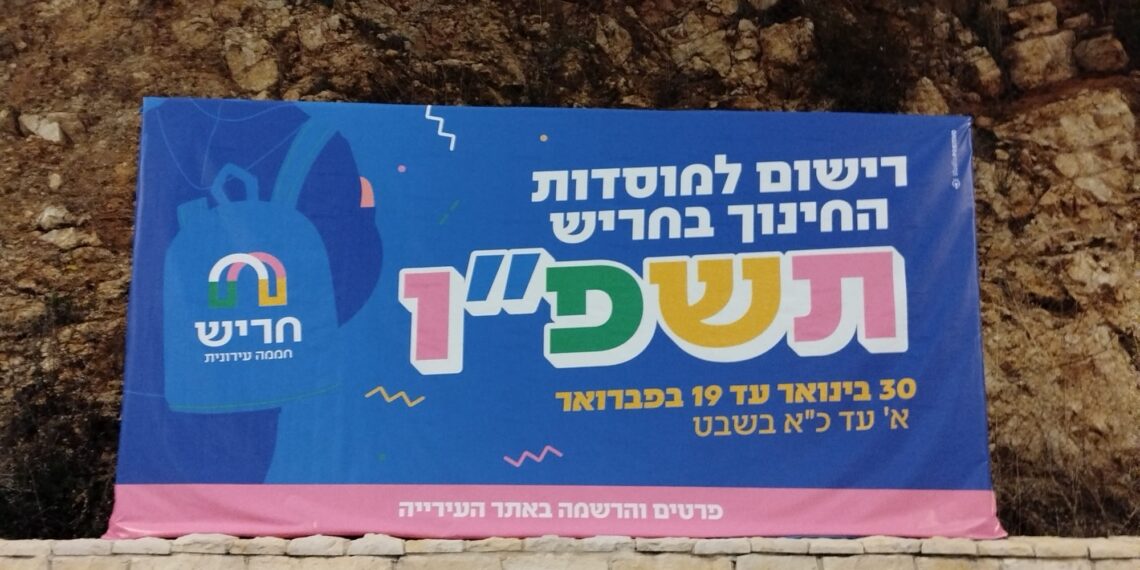 רישום למוסדות
החינוך בחריש
תשפ"ו
30 בינואר עד 19 בפברואר
א' עד כ"א בשבט
חריש
חממה עירונית
פרטים והרשמה באתר העירייה